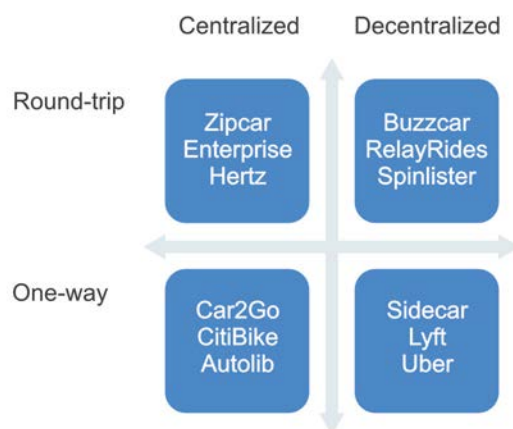 Centralized Decentralized
Round-trip
Zipcar
Enterprise
Hertz
Buzzcar
RelayRides
Spinlister
One-way
Car2Go
CitiBike
Autolib
Sidecar
Lyft
Uber